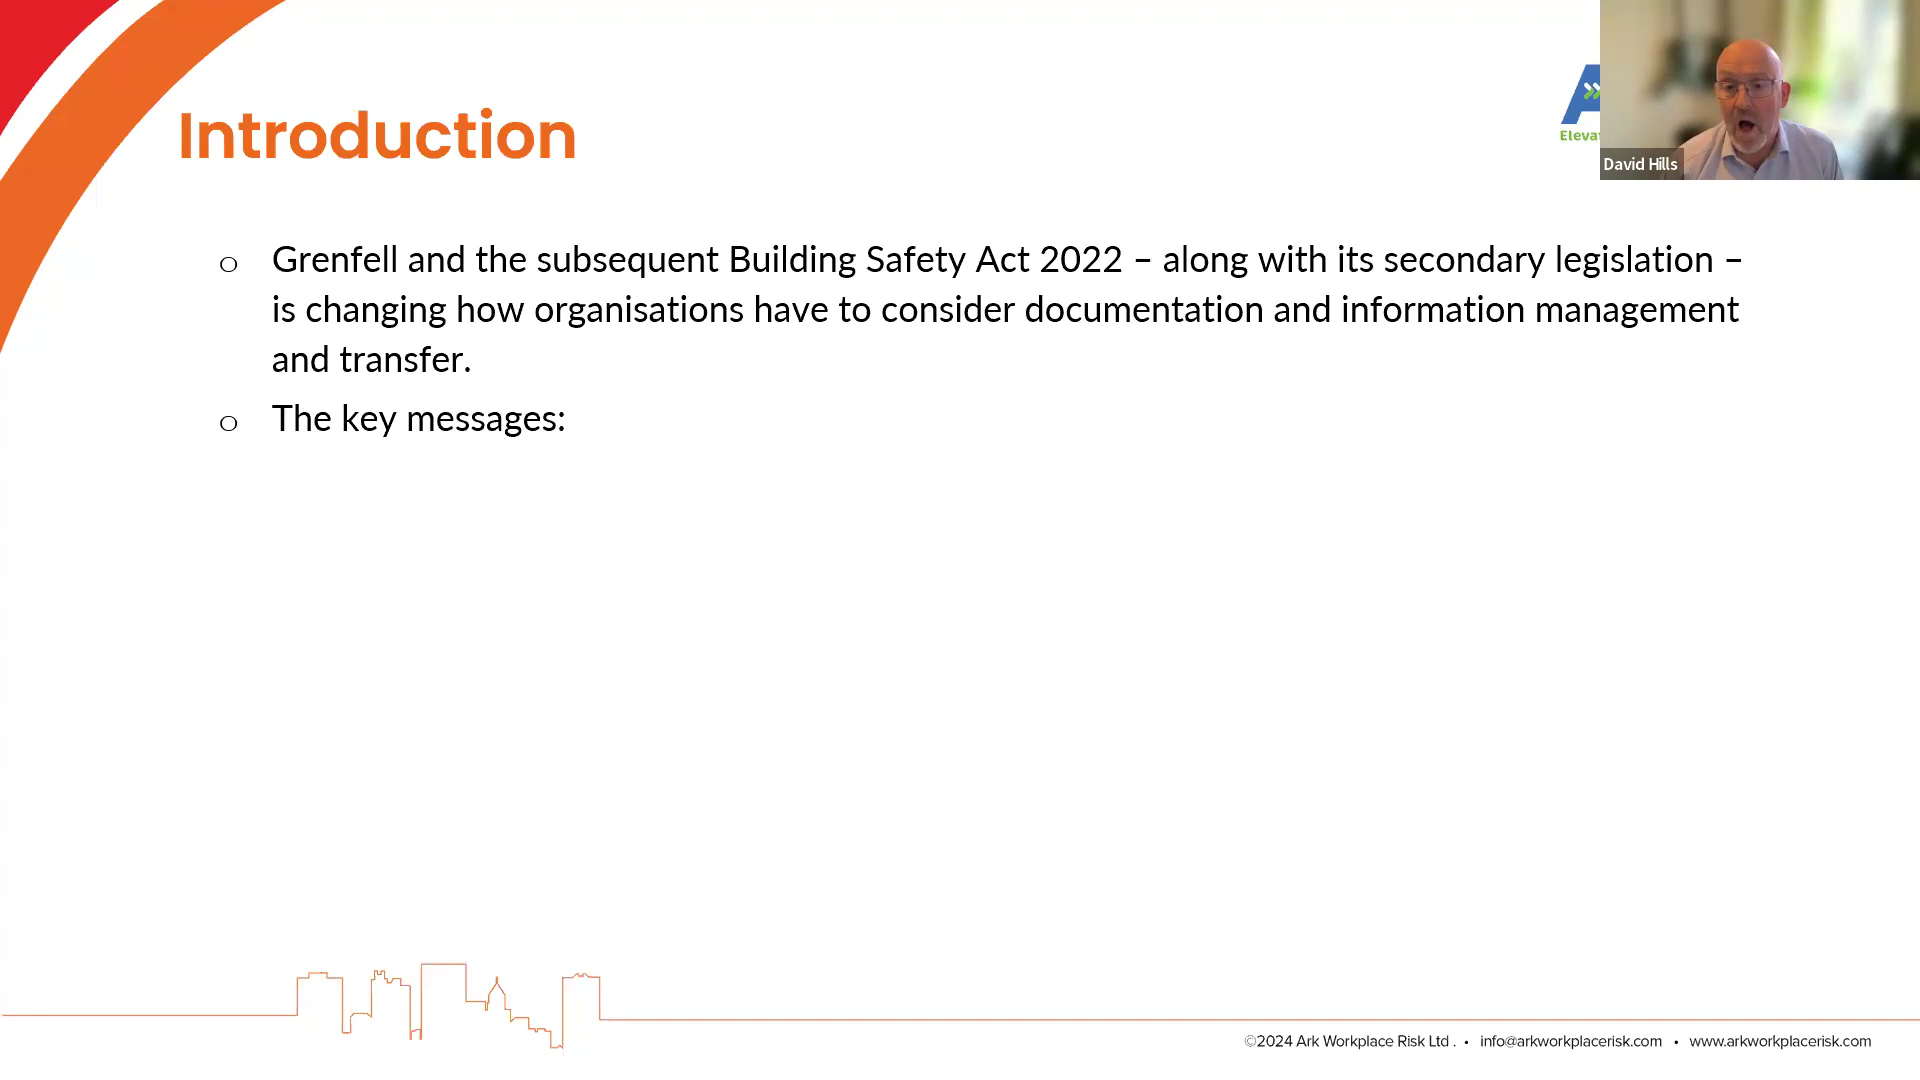 Introduction
Eleva
David Hills
o Grenfell and the subsequent Building Safety Act 2022 – along with its secondary legislation –
is changing how organisations have to consider documentation and information management
and transfer.
o The key messages:
©2024 Ark Workplace Risk Ltd . • info@arkworkplacerisk.com • www.arkworkplacerisk.com